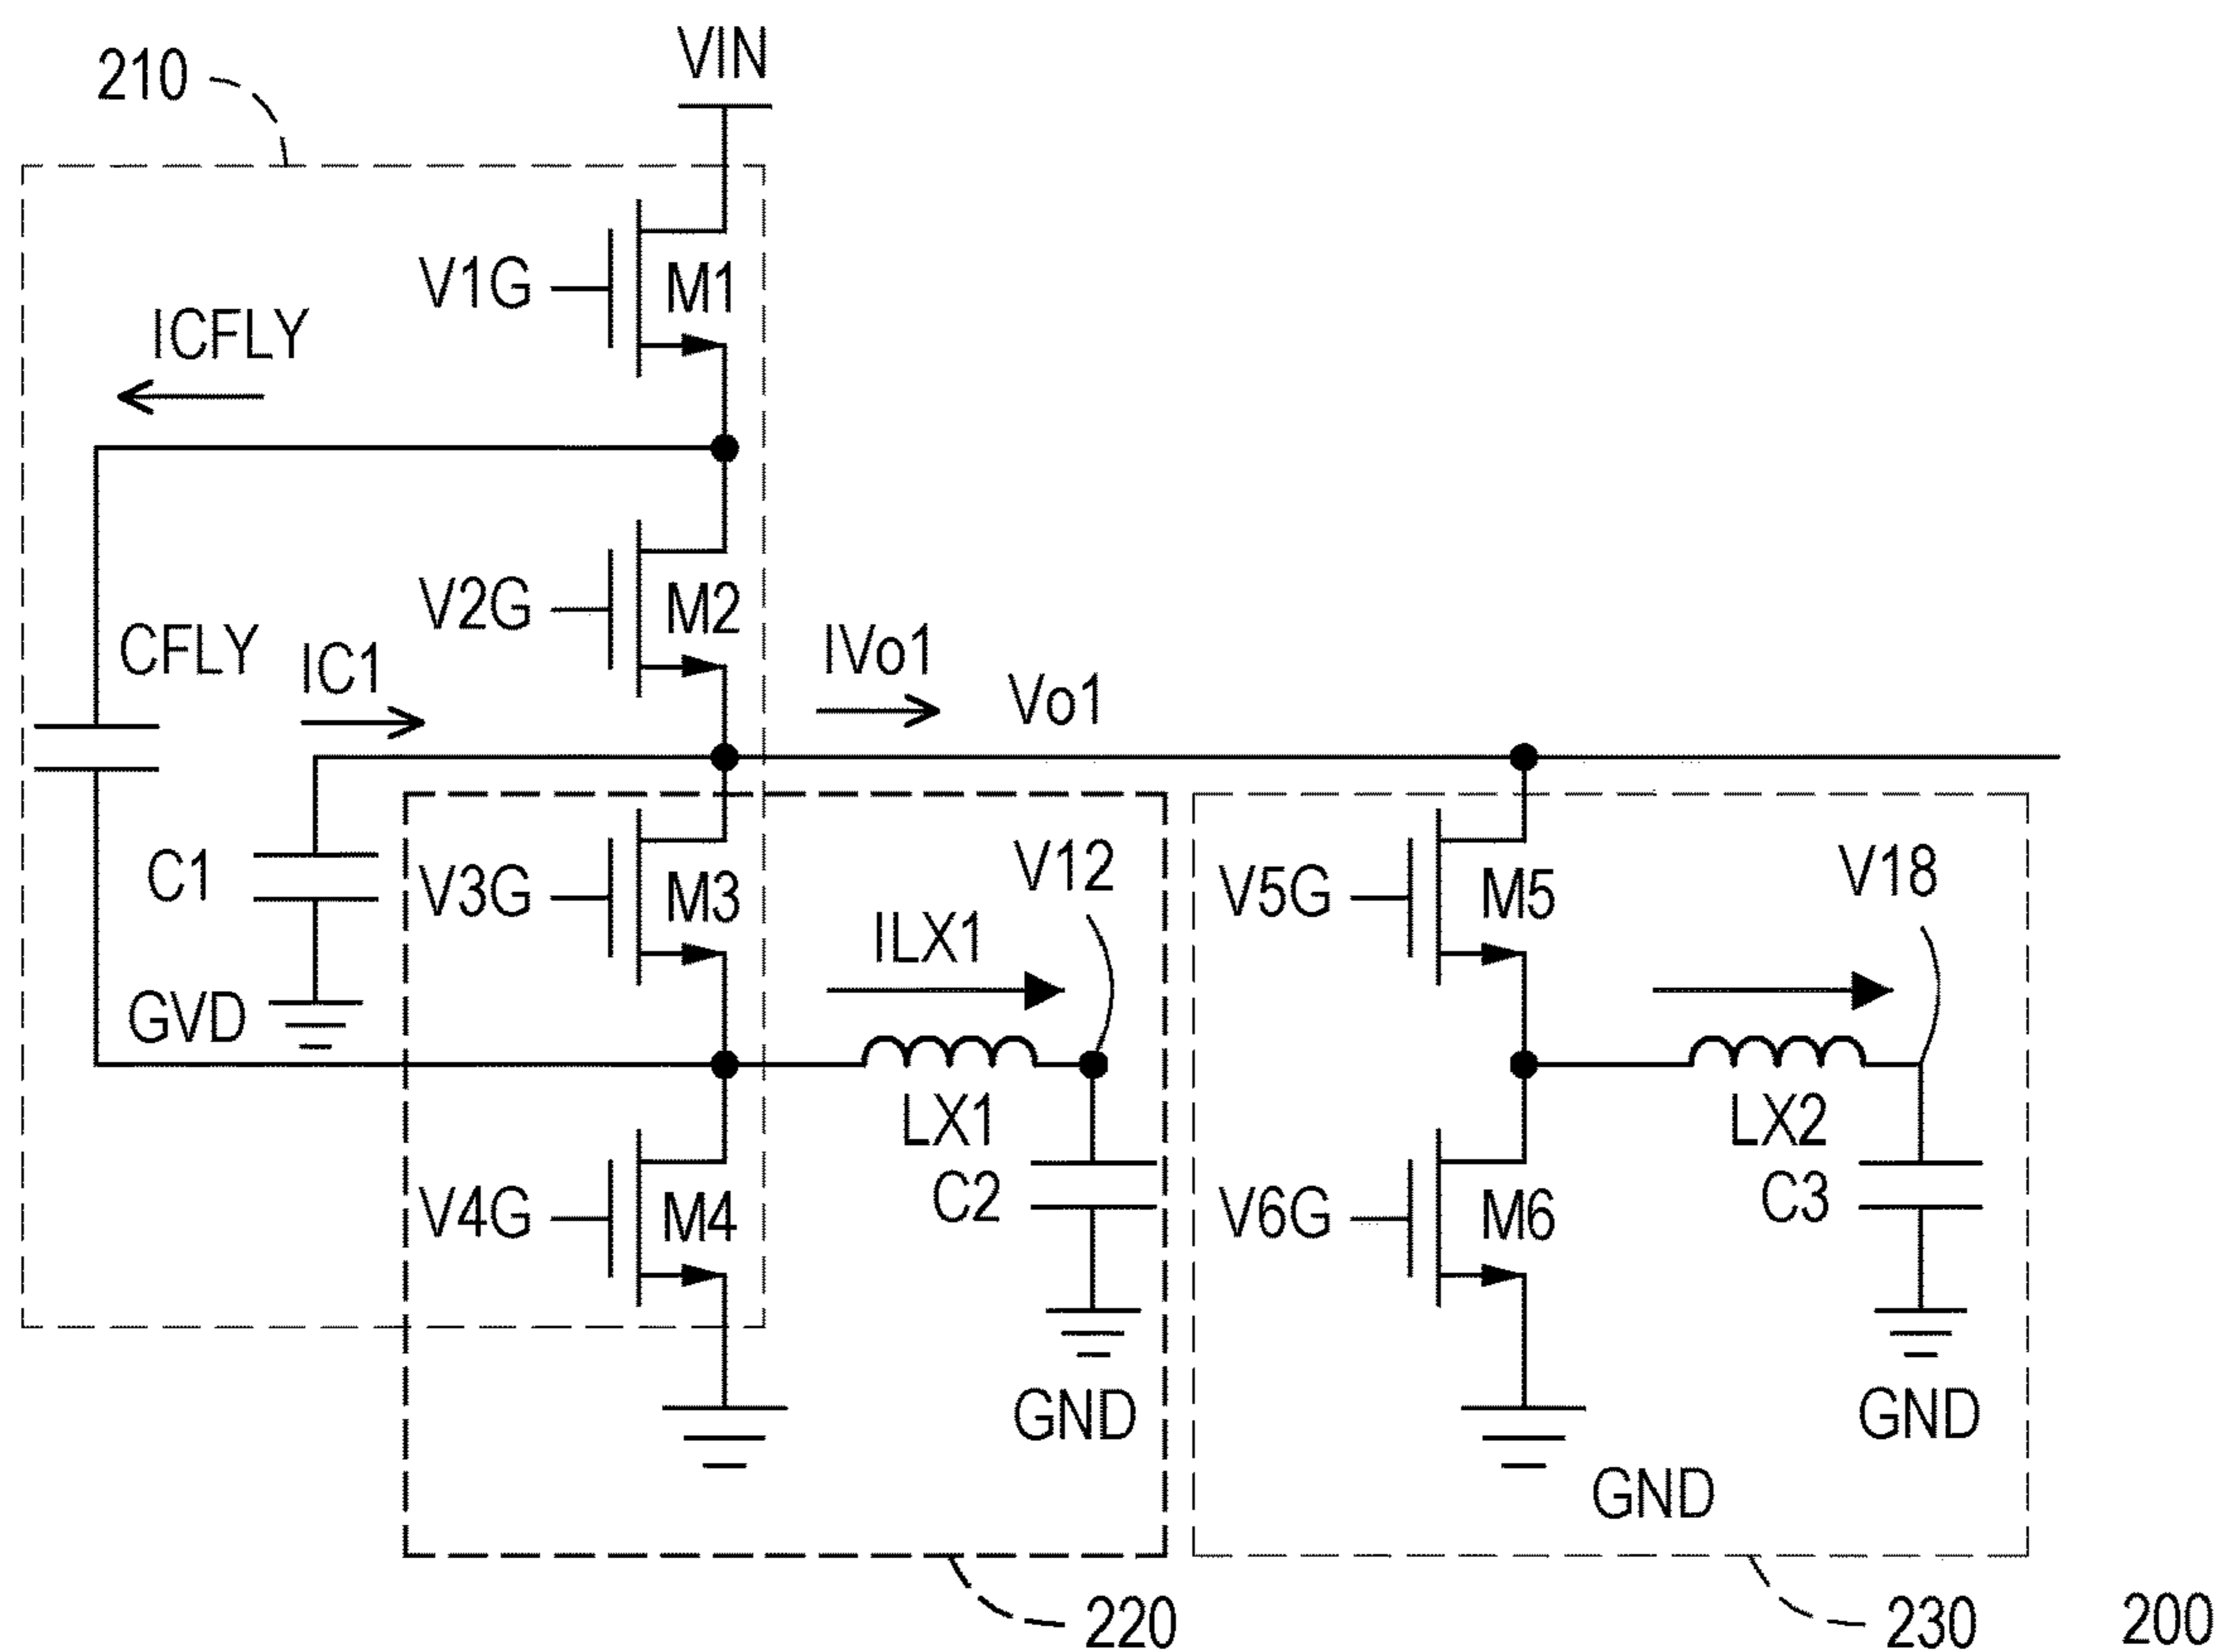 VIN
210
V1G
M1
ICFLY
V2G
M2
CFLY
IC1
IVo1
Vo1
C1
V3G
M3
ILX1
V12
V5G
M5
V18
GVD
LX1
LX2
V4G
M4
C2
V6G
M6
C3
GND
GND
GND
220
230
200